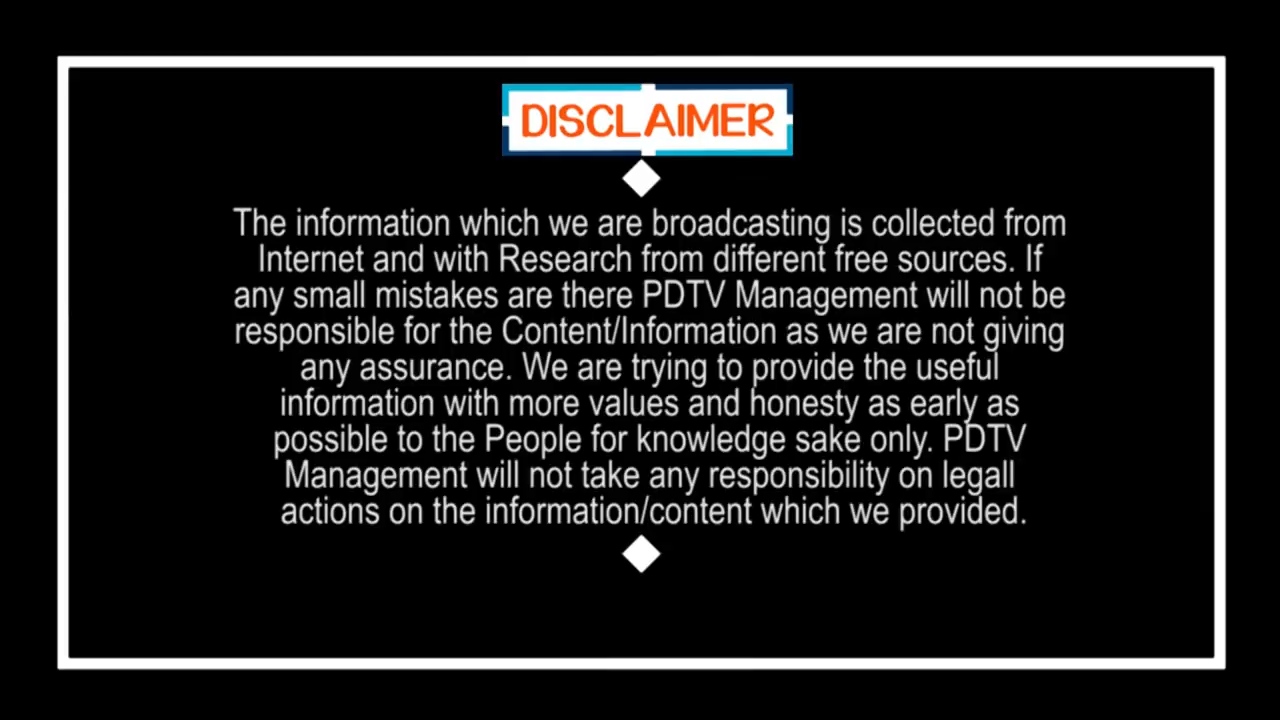 DISCLAIMER
The information which we are broadcasting is collected from
Internet and with Research from different free sources. If
any small mistakes are there PDTV Management will not be
responsible for the Content/Information as we are not giving
any assurance. We are trying to provide the useful
information with more values and honesty as early as
possible to the People for knowledge sake only. PDTV
Management will not take any responsibility on legall
actions on the information/content which we provided.